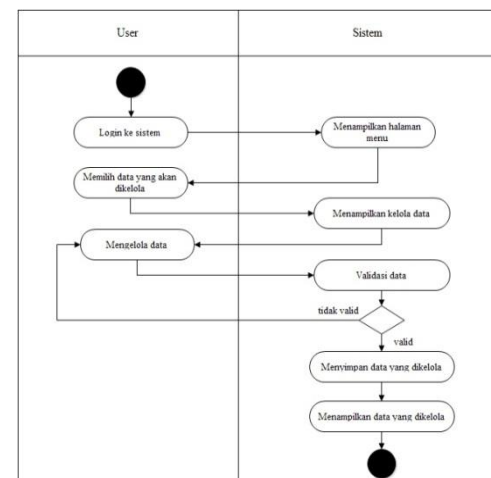 User
Sistem
Login ke sistem
Menampilkan halaman
menu
Memilih data yang akan
dikelola
Menampilkan kelola data
Mengelola data
Validasi data
tidak valid
valid
Menyimpan data yang dikelola
Menampilkan data yang dikelola